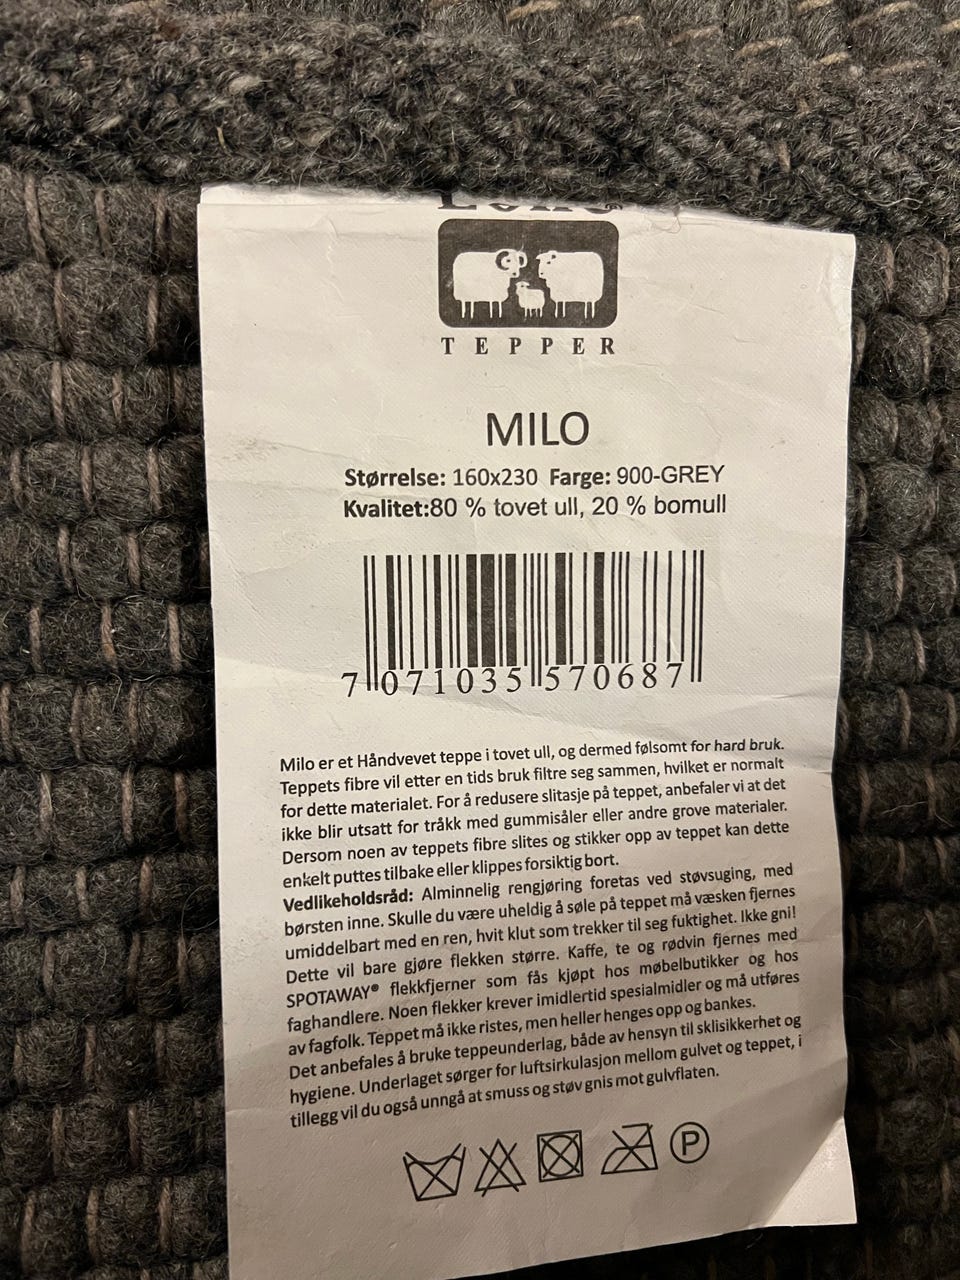 TEPPER
MILO
Størrelse: 160x230 Farge: 900-GREY
Kvalitet:80 % tovet ull, 20 % bomull
7 071035 570687
Milo er et Håndvevet teppe i tovet ull, og dermed følsomt for hard bruk.
Teppets fibre vil etter en tids bruk filtre seg sammen, hvilket er normalt
for dette materialet. For å redusere slitasje på teppet, anbefaler vi at det
ikke blir utsatt for tråkk med gummisåler eller andre grove materialer.
Dersom noen av teppets fibre slites og stikker opp av teppet kan dette
enkelt puttes tilbake eller klippes forsiktig bort.
Vedlikeholdsråd: Alminnelig rengjøring foretas ved støvsuging, med
børsten inne. Skulle du være uheldig å søle på teppet må væsken fjernes
umiddelbart med en ren, hvit klut som trekker til seg fuktighet. Ikke gni!
Dette vil bare gjøre flekken større. Kaffe, te og rødvin fjernes med
SPOTAWAY® flekkfjerner som fås kjøpt hos møbelbutikker og hos
faghandlere. Noen flekker krever imidlertid spesialmidler og må utføres
av fagfolk. Teppet må ikke ristes, men heller henges opp og bankes.
Det anbefales å bruke teppeunderlag, både av hensyn til sklisikkerhet og
hygiene. Underlaget sørger for luftsirkulasjon mellom gulvet og teppet, i
tillegg vil du også unngå at smuss og støv gnis mot gulvflaten.
P